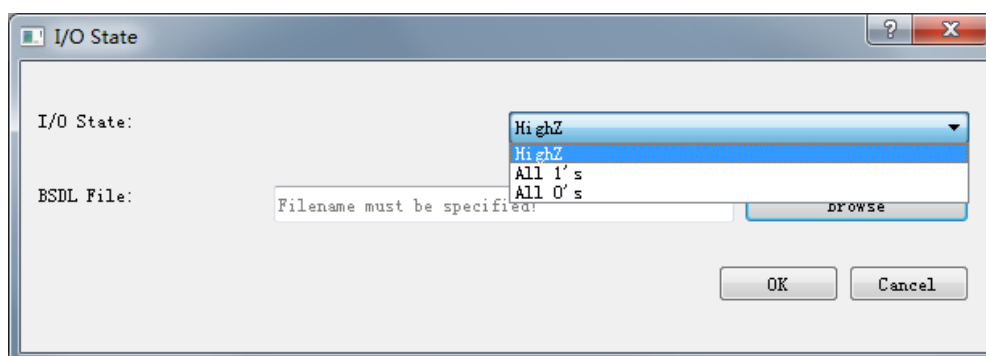 I/O State
I/O State:
HighZ
HighZ
All 1's
All 0's
BSDL File:
Filename must be specified!
Browse
OK
Cancel